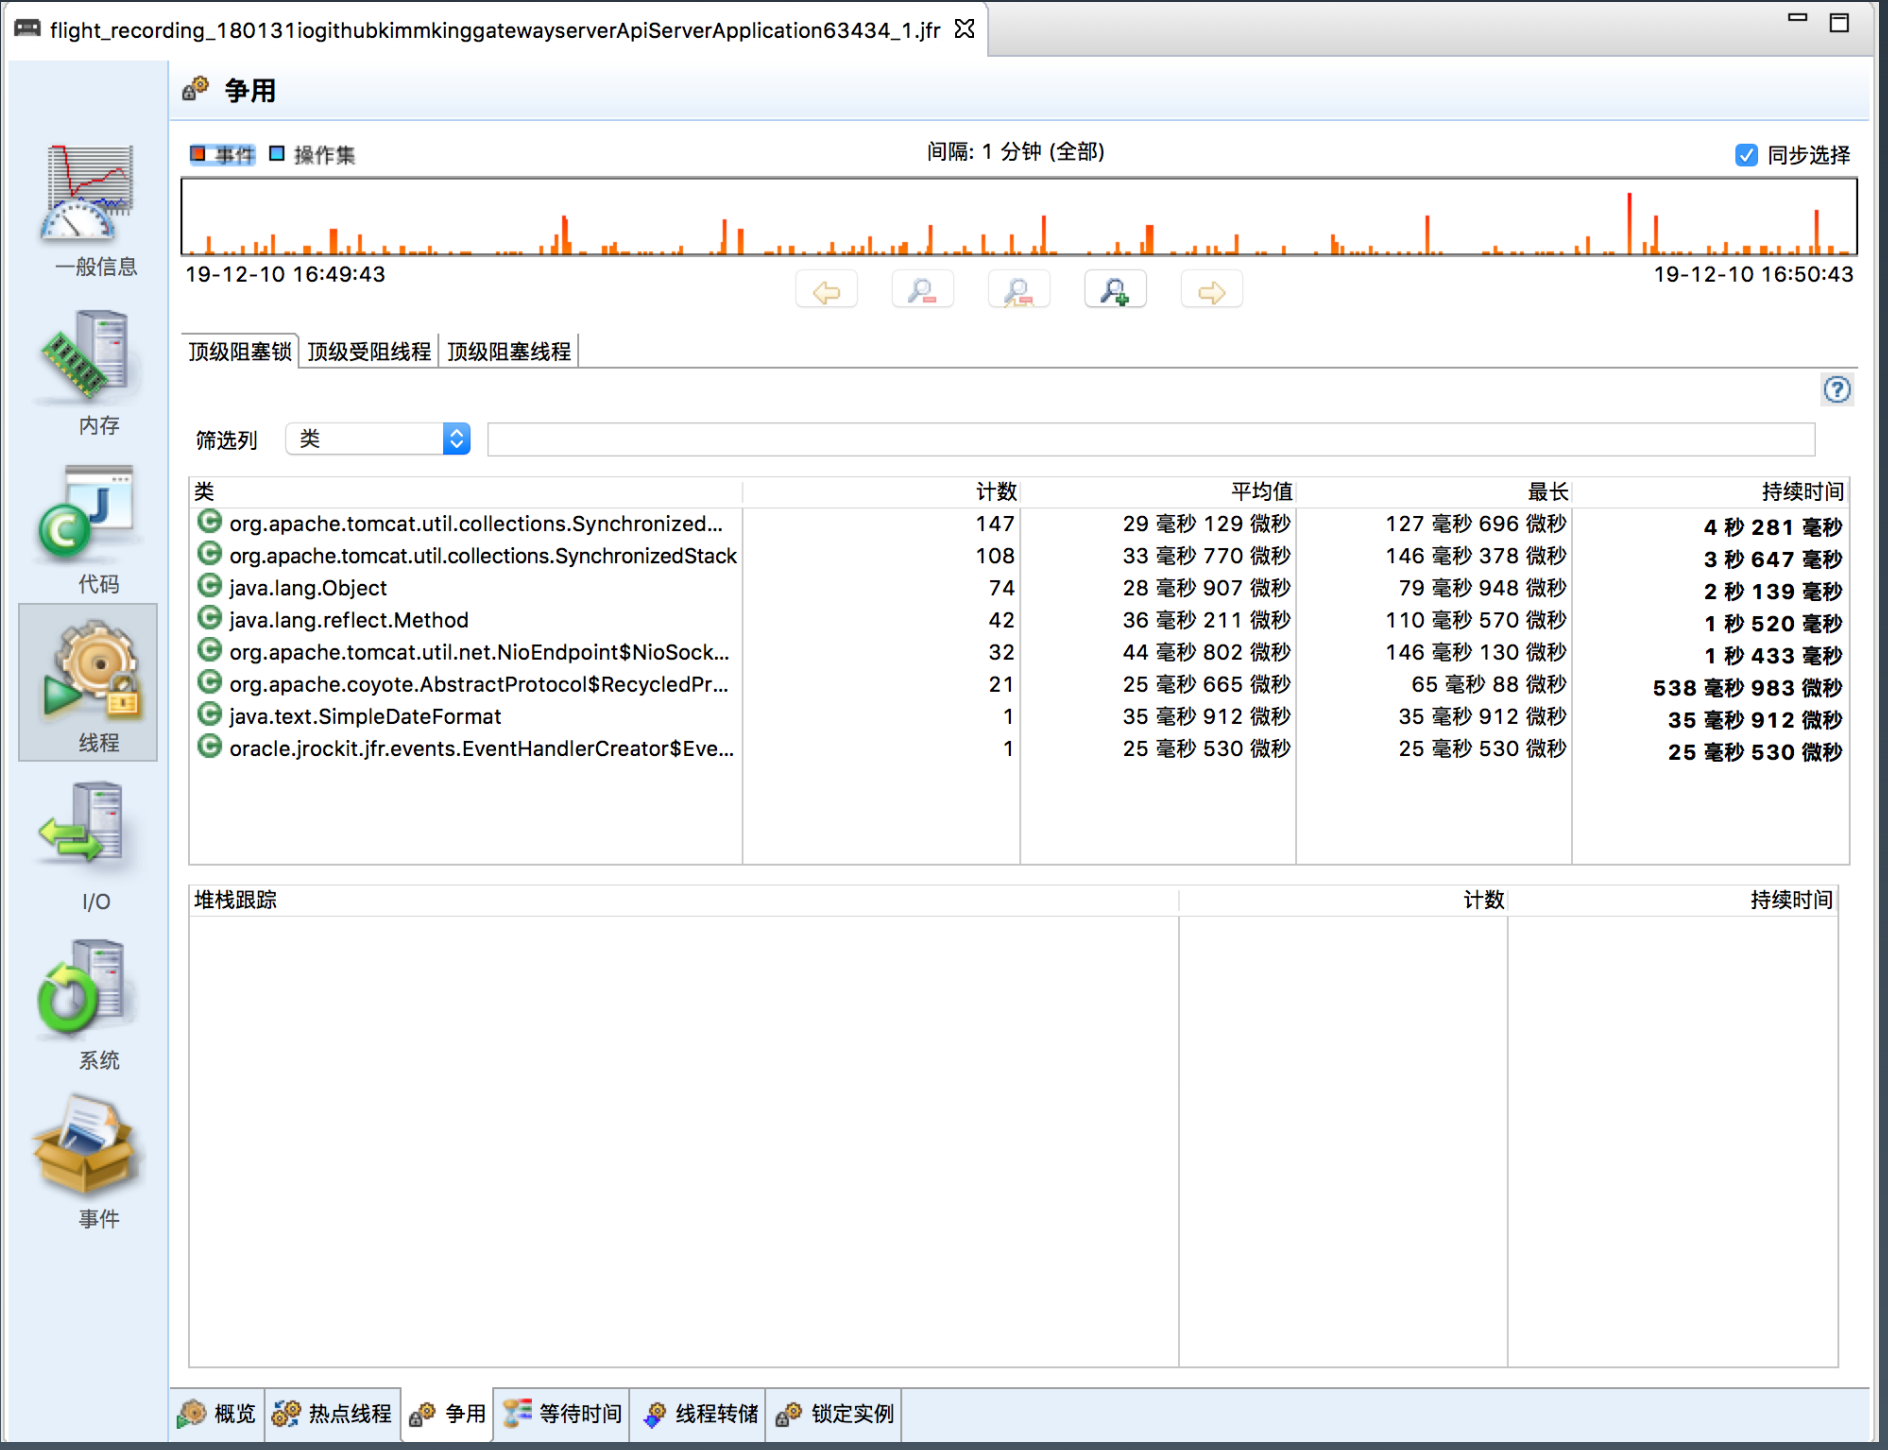 flight_recording_180131iogithubkimmkinggatewayserverApiServerApplication63434_1.jfr
争用
事件 操作集
间隔: 1 分钟 (全部)
同步选择
19-12-10 16:49:43
19-12-10 16:50:43
一般信息
内存
代码
线程
I/O
系统
事件
顶级阻塞锁 顶级受阻线程 顶级阻塞线程
筛选列 类
类 计数 平均值 最长 持续时间
org.apache.tomcat.util.collections.Synchronized... 147 29 毫秒 129 微秒 127 毫秒 696 微秒 4 秒 281 毫秒
org.apache.tomcat.util.collections.SynchronizedStack 108 33 毫秒 770 微秒 146 毫秒 378 微秒 3 秒 647 毫秒
java.lang.Object 74 28 毫秒 907 微秒 79 毫秒 948 微秒 2 秒 139 毫秒
java.lang.reflect.Method 42 36 毫秒 211 微秒 110 毫秒 570 微秒 1 秒 520 毫秒
org.apache.tomcat.util.net.NioEndpoint$NioSock... 32 44 毫秒 802 微秒 146 毫秒 130 微秒 1 秒 433 毫秒
org.apache.coyote.AbstractProtocol$RecycledPr... 21 25 毫秒 665 微秒 65 毫秒 88 微秒 538 毫秒 983 微秒
java.text.SimpleDateFormat 1 35 毫秒 912 微秒 35 毫秒 912 微秒 35 毫秒 912 微秒
oracle.jrockit.jfr.events.EventHandlerCreator$Eve... 1 25 毫秒 530 微秒 25 毫秒 530 微秒 25 毫秒 530 微秒
堆栈跟踪 计数 持续时间
概览 热点线程 争用 等待时间 线程转储 锁定实例